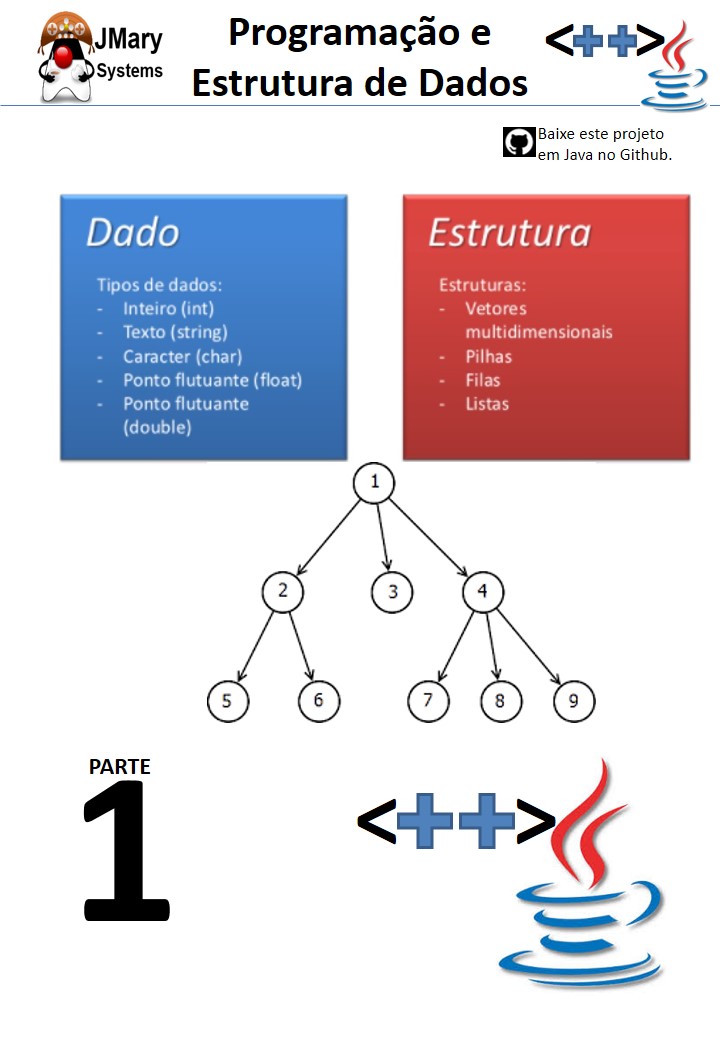 JMary
Systems
Programação e
Estrutura de Dados
<++>
Baixe este projeto
em Java no Github.
Dado
Tipos de dados:
- Inteiro (int)
- Texto (string)
- Caracter (char)
- Ponto flutuante (float)
- Ponto flutuante
(double)
Estrutura
Estruturas:
- Vetores
multidimensionais
- Pilhas
- Filas
- Listas
1
2 3 4
5 6 7 8 9
PARTE
1
<++>